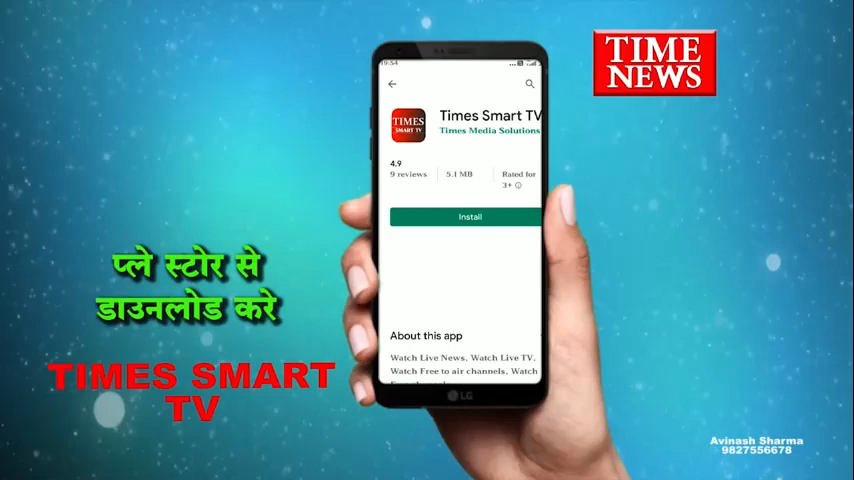 TIME
NEWS
19:54
Times Smart TV
TIMES
SMART TV
Times Media Solutions
4.9
9 reviews
5.1 MB
Rated for
3+
Install
प्ले स्टोर से
डाउनलोड करे
About this app
Watch Live News, Watch Live TV,
Watch Free to air channels, Watch
TIMES SMART
TV
LG
Avinash Sharma
9827556678